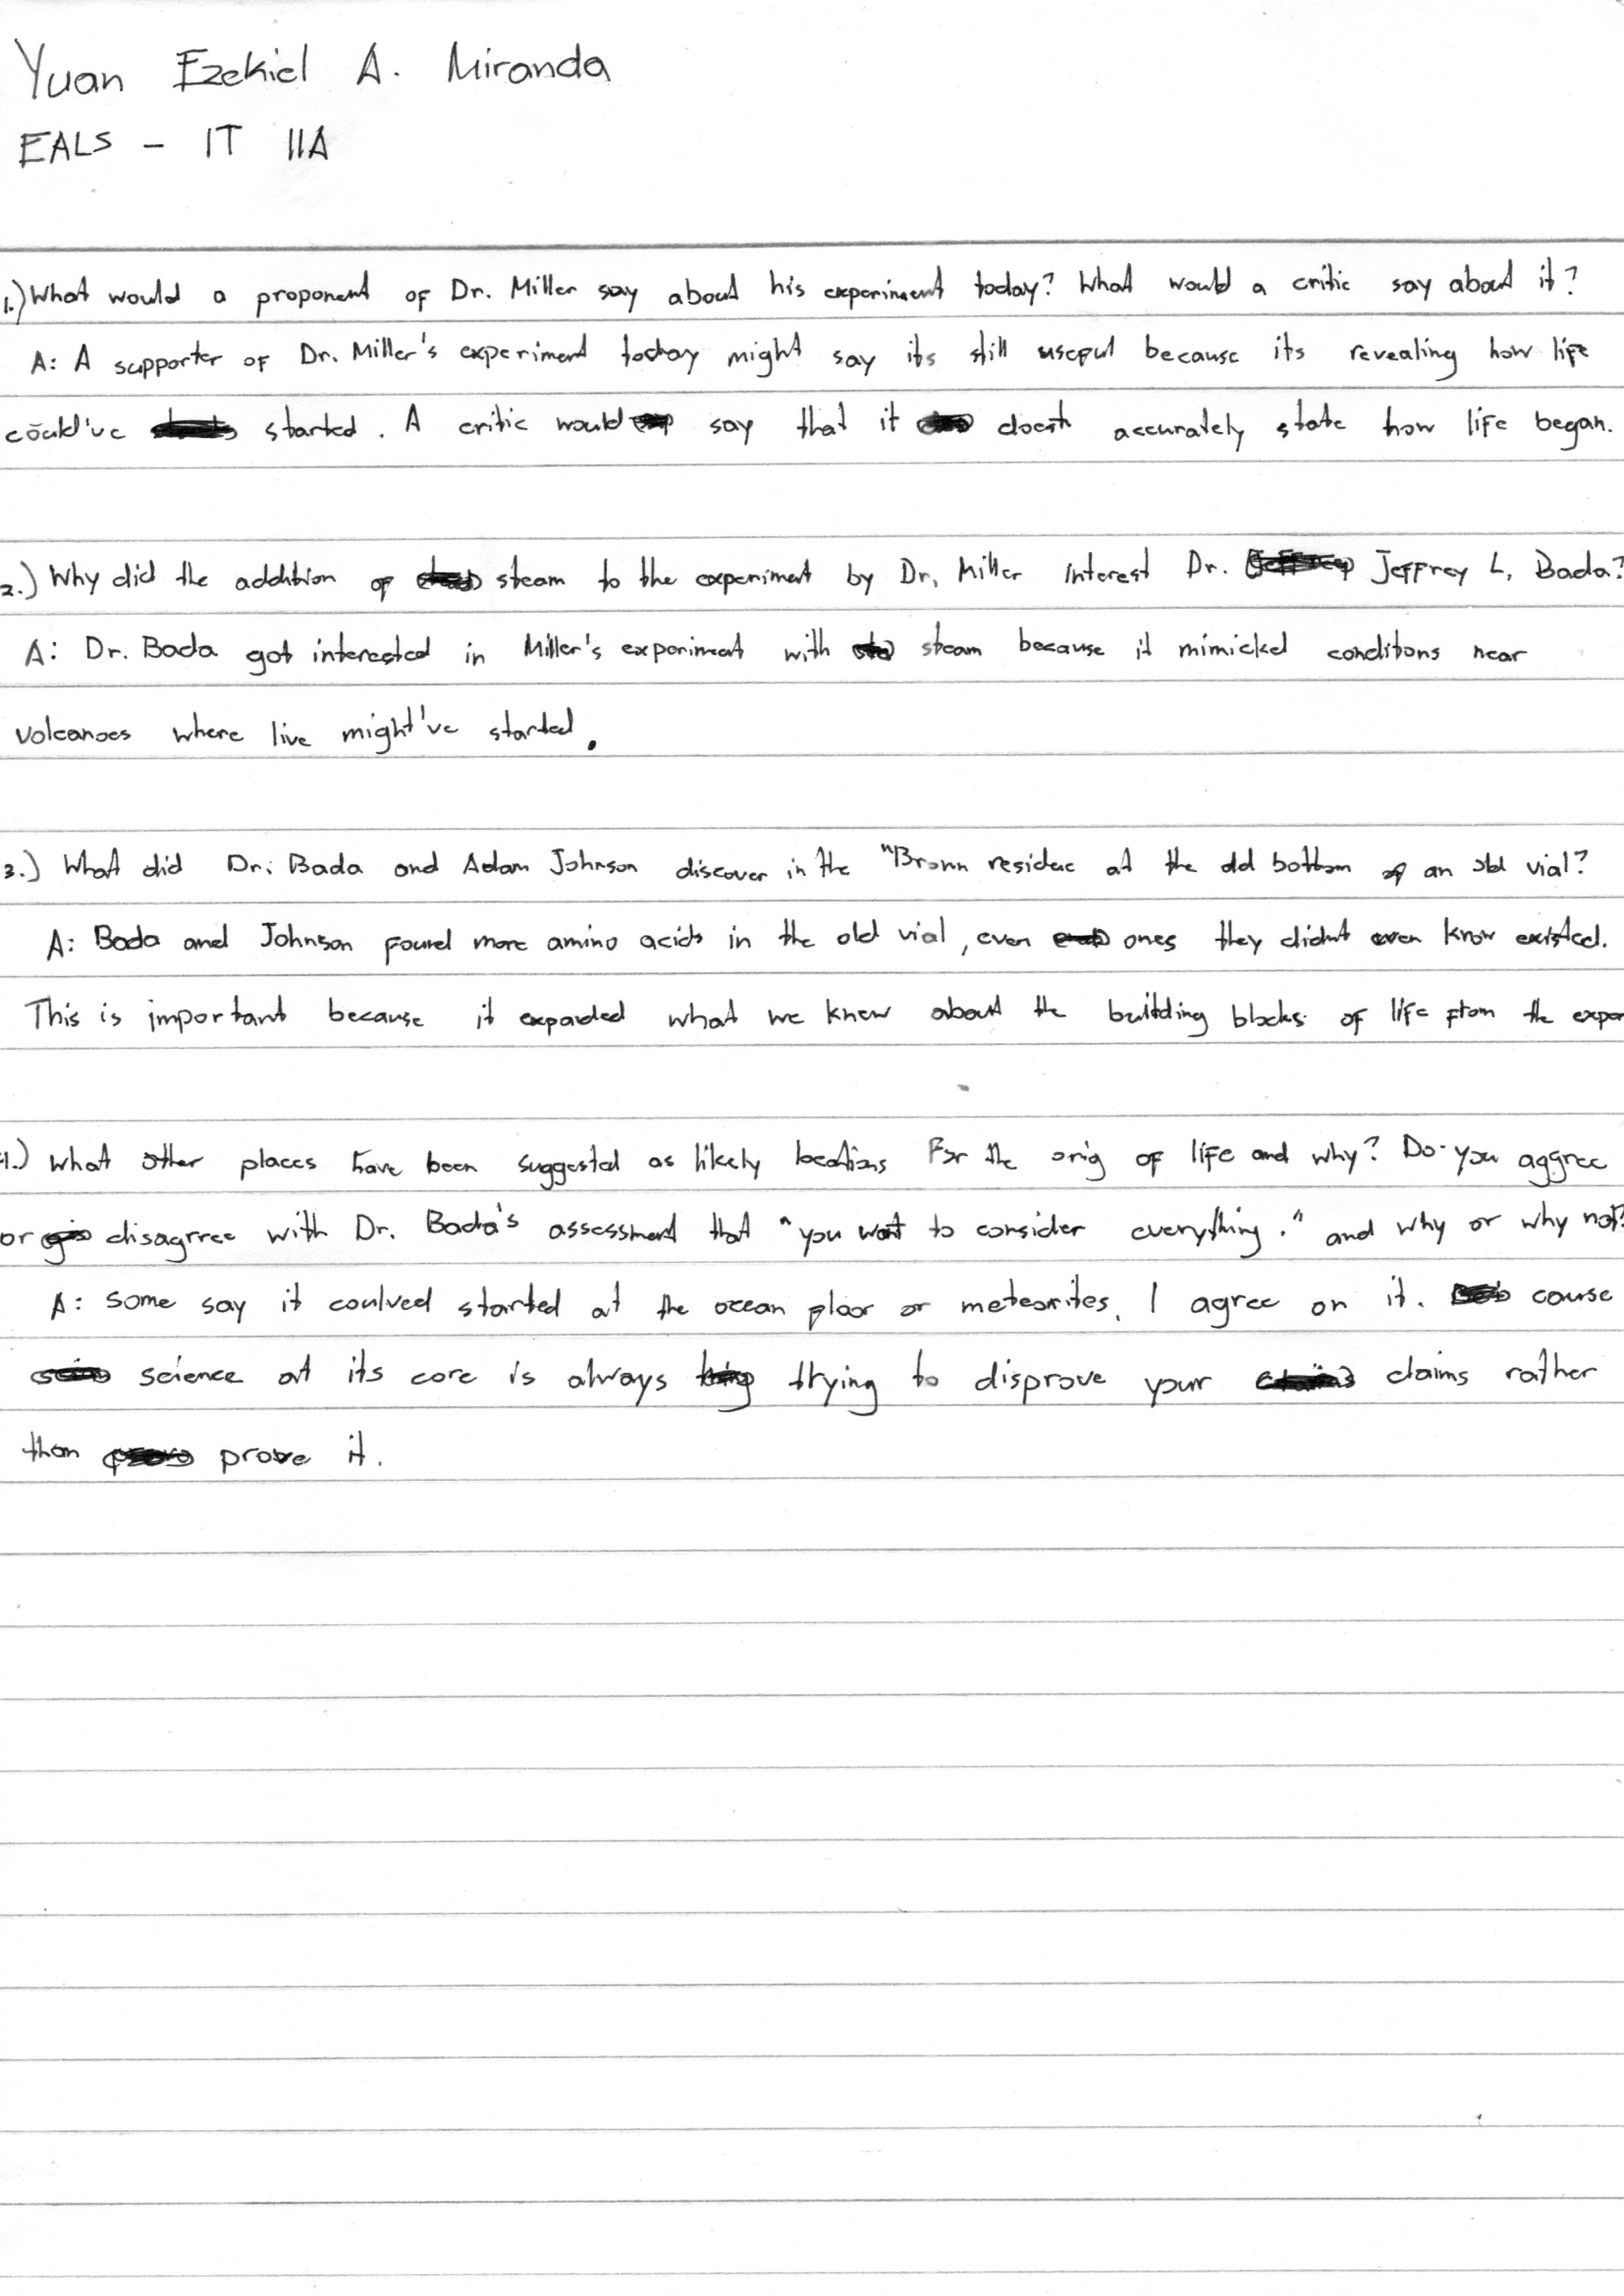 Yuan Ezekiel A. Miranda
EALS - IT 11A
1.) What would a proponent of Dr. Miller say about his experiment today? What would a critic say about it?
A: A supporter of Dr. Miller's experiment today might say its still useful because its revealing how life
could've started. A critic would say that it doesnt accurately state how life began.
2.) Why did the addition of steam to the experiment by Dr. Miller interest Dr. Jeffrey L. Bada?
A: Dr. Bada got interested in Miller's experiment with steam because it mimicked conditions near
volcanoes where live might've started.
3.) What did Dr. Bada and Adam Johnson discover in the "Brown residue at the old bottom of an old vial?
A: Bada and Johnson found more amino acids in the old vial, even ones they didnt even know existed.
This is important because it expanded what we knew about the building blocks of life from the exper
4.) What other places have been suggested as likely locations For the orig of life and why? Do you aggree
or disagree with Dr. Bada's assessment that "you want to consider everything." and why or why not?
A: some say it coulved started at the ocean floor or meteorites. I agree on it. cause
science at its core is always trying to disprove your claims rather
than prove it.